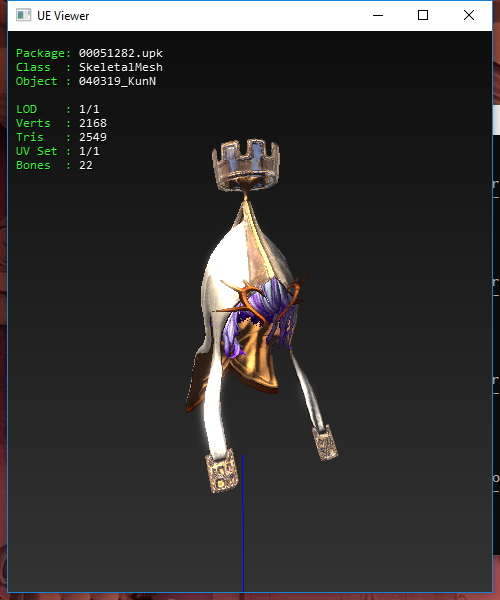 UE Viewer
Package: 00051282.upk
Class : SkeletalMesh
Object : 040319_KunN
LOD : 1/1
Verts : 2168
Tris : 2549
UV Set : 1/1
Bones : 22